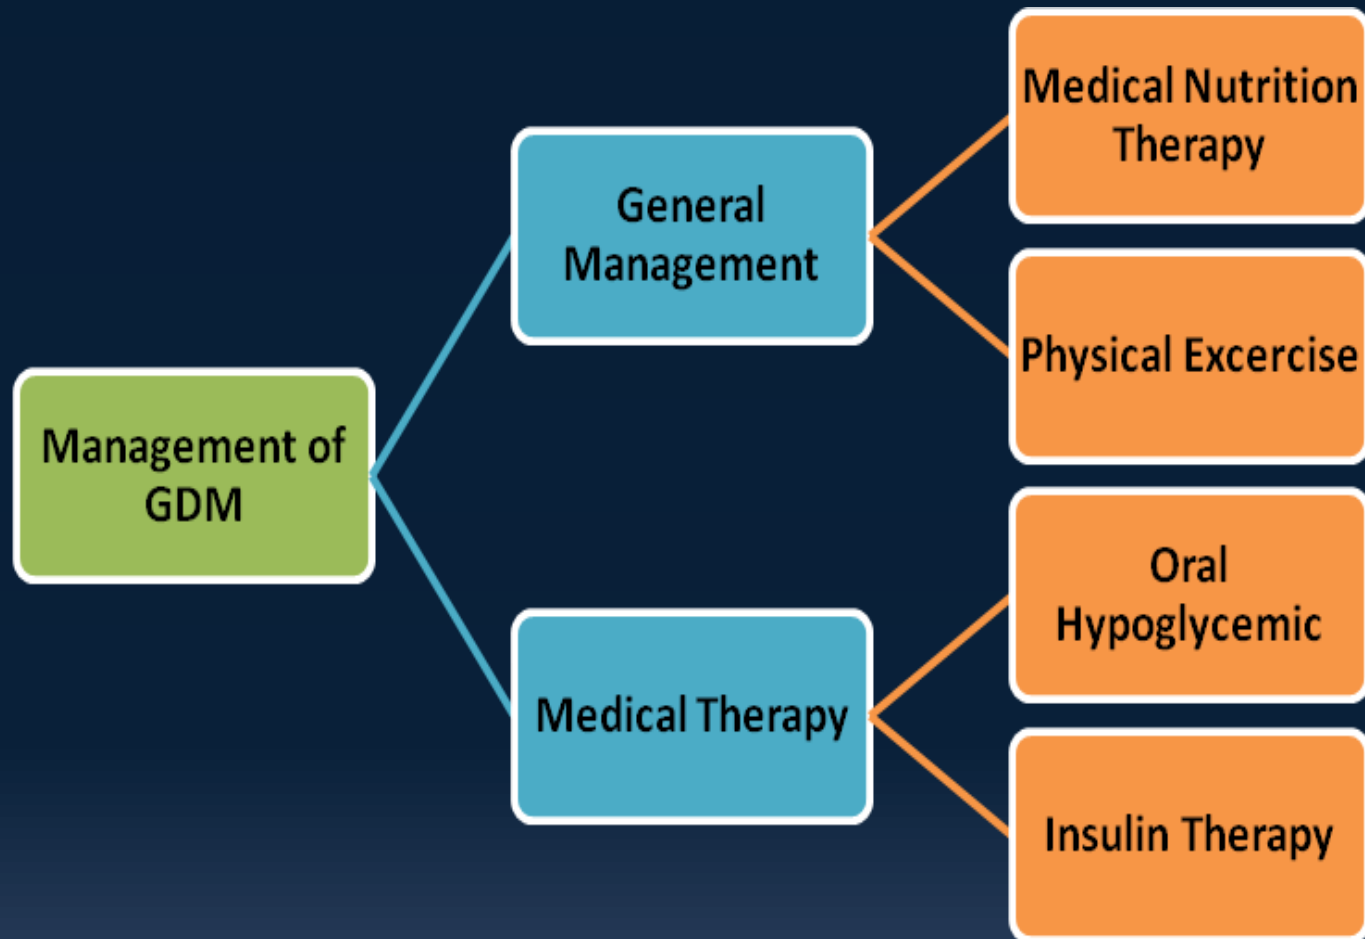 Management of
GDM
General
Management
Medical Therapy
Medical Nutrition
Therapy
Physical Excercise
Oral
Hypoglycemic
Insulin Therapy